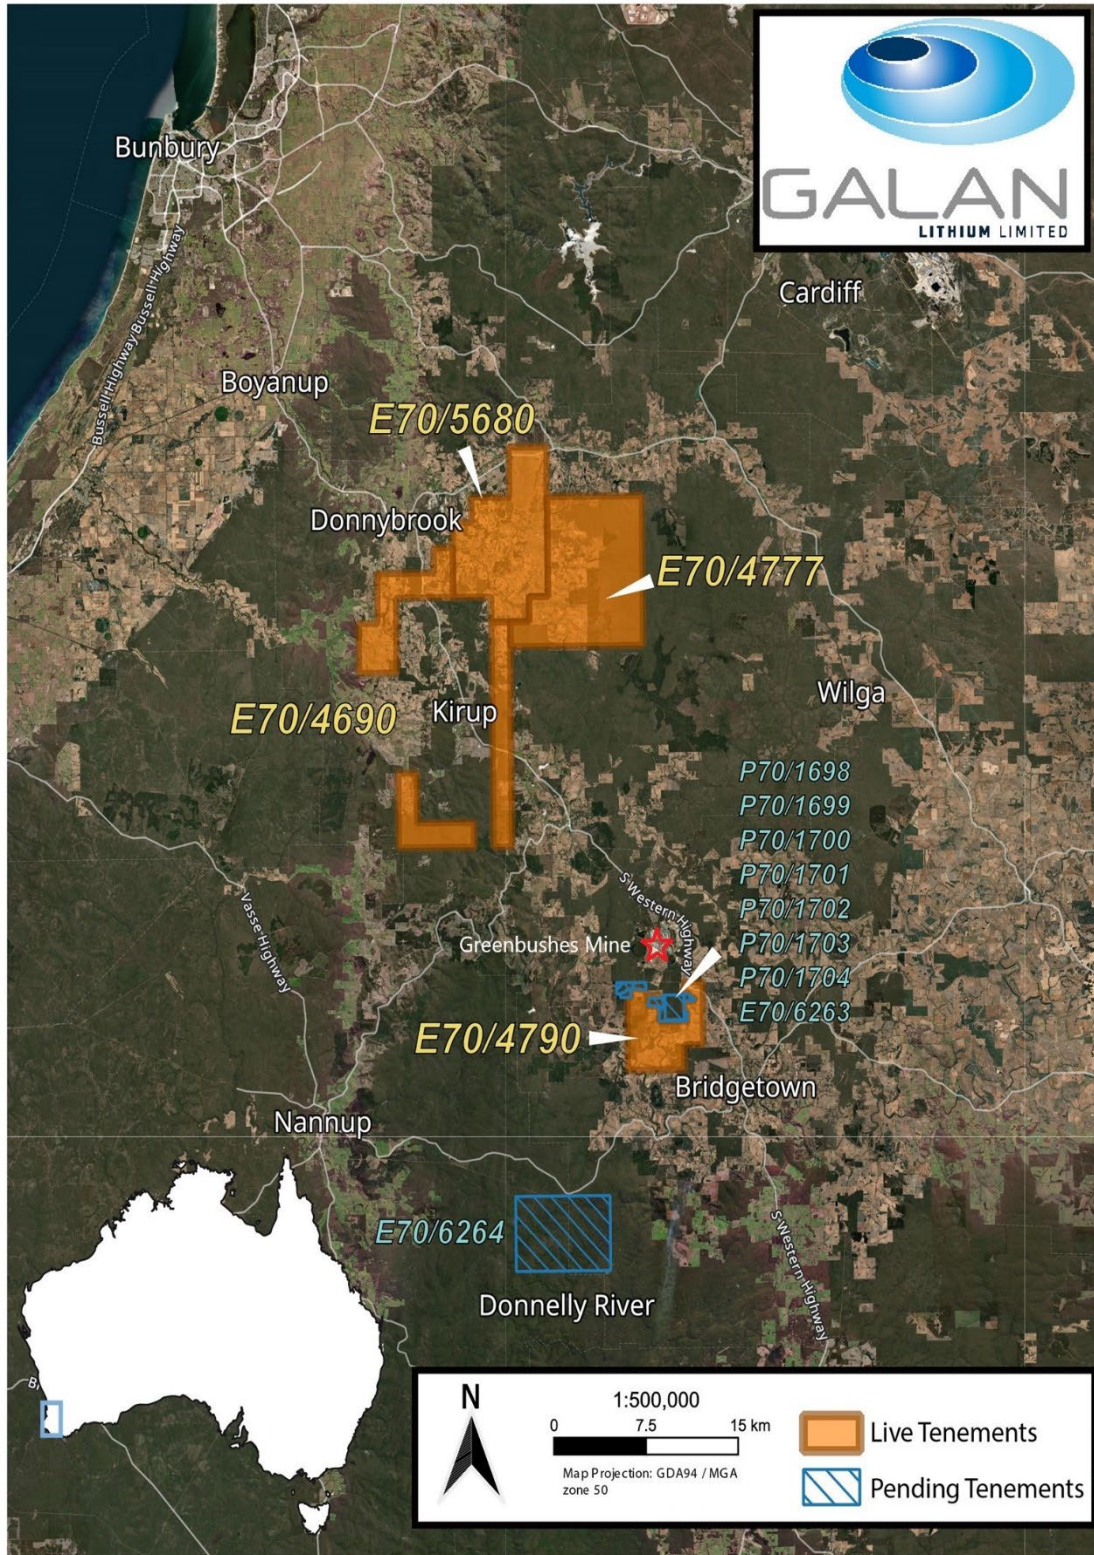 GALAN
LITHIUM LIMITED
Bunbury
Bussell Highway
Bussell Highway
Cardiff
Boyanup
E70/5680
Donnybrook
E70/4777
E70/4690
Kirup
Wilga
P70/1698
P70/1699
P70/1700
P70/1701
P70/1702
P70/1703
P70/1704
E70/6263
Vasse Highway
S Western Highway
Greenbushes Mine
E70/4790
Bridgetown
Nannup
E70/6264
S Western Highway
Donnelly River
N
1:500,000
0 7.5 15 km
Map Projection: GDA94 / MGA
zone 50
Live Tenements
Pending Tenements